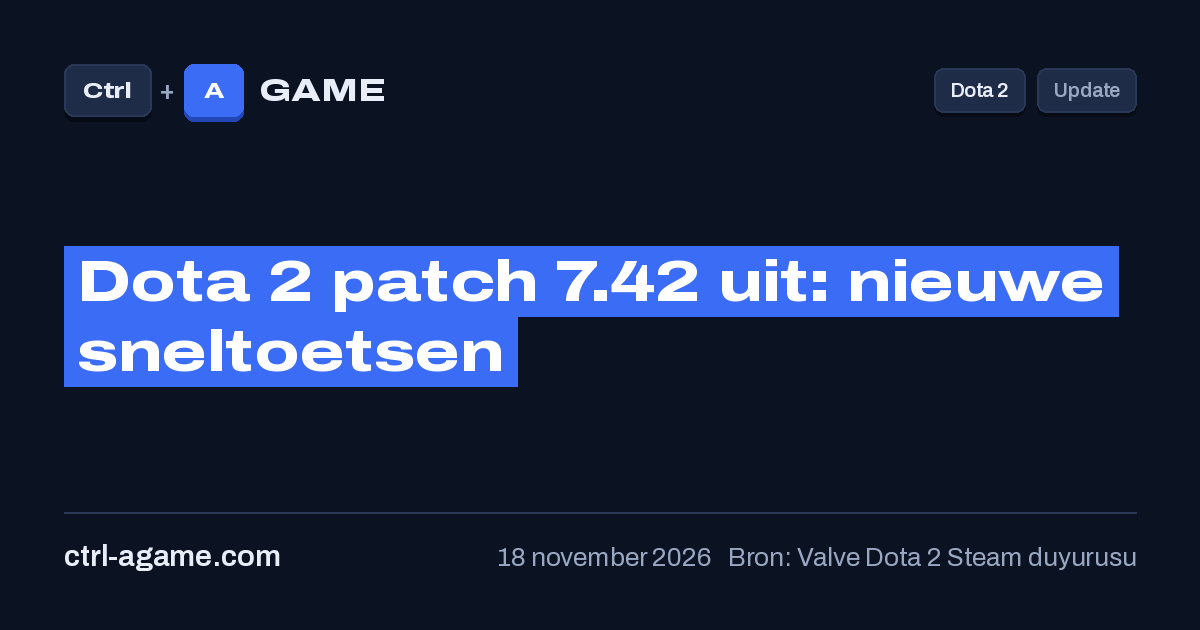 Ctrl + A GAME
Dota 2 Update
Dota 2 patch 7.42 uit: nieuwe
sneltoetsen
ctrl-agame.com
18 november 2026 Bron: Valve Dota 2 Steam duyurusu